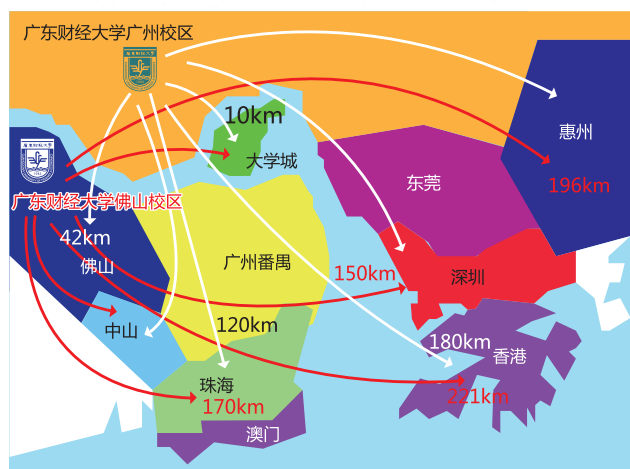 广东财经大学广州校区
10km
大学城
惠州
196km
东莞
广东财经大学佛山校区
42km
佛山
广州番禺
150km
深圳
中山
120km
180km
香港
珠海
170km
221km
澳门